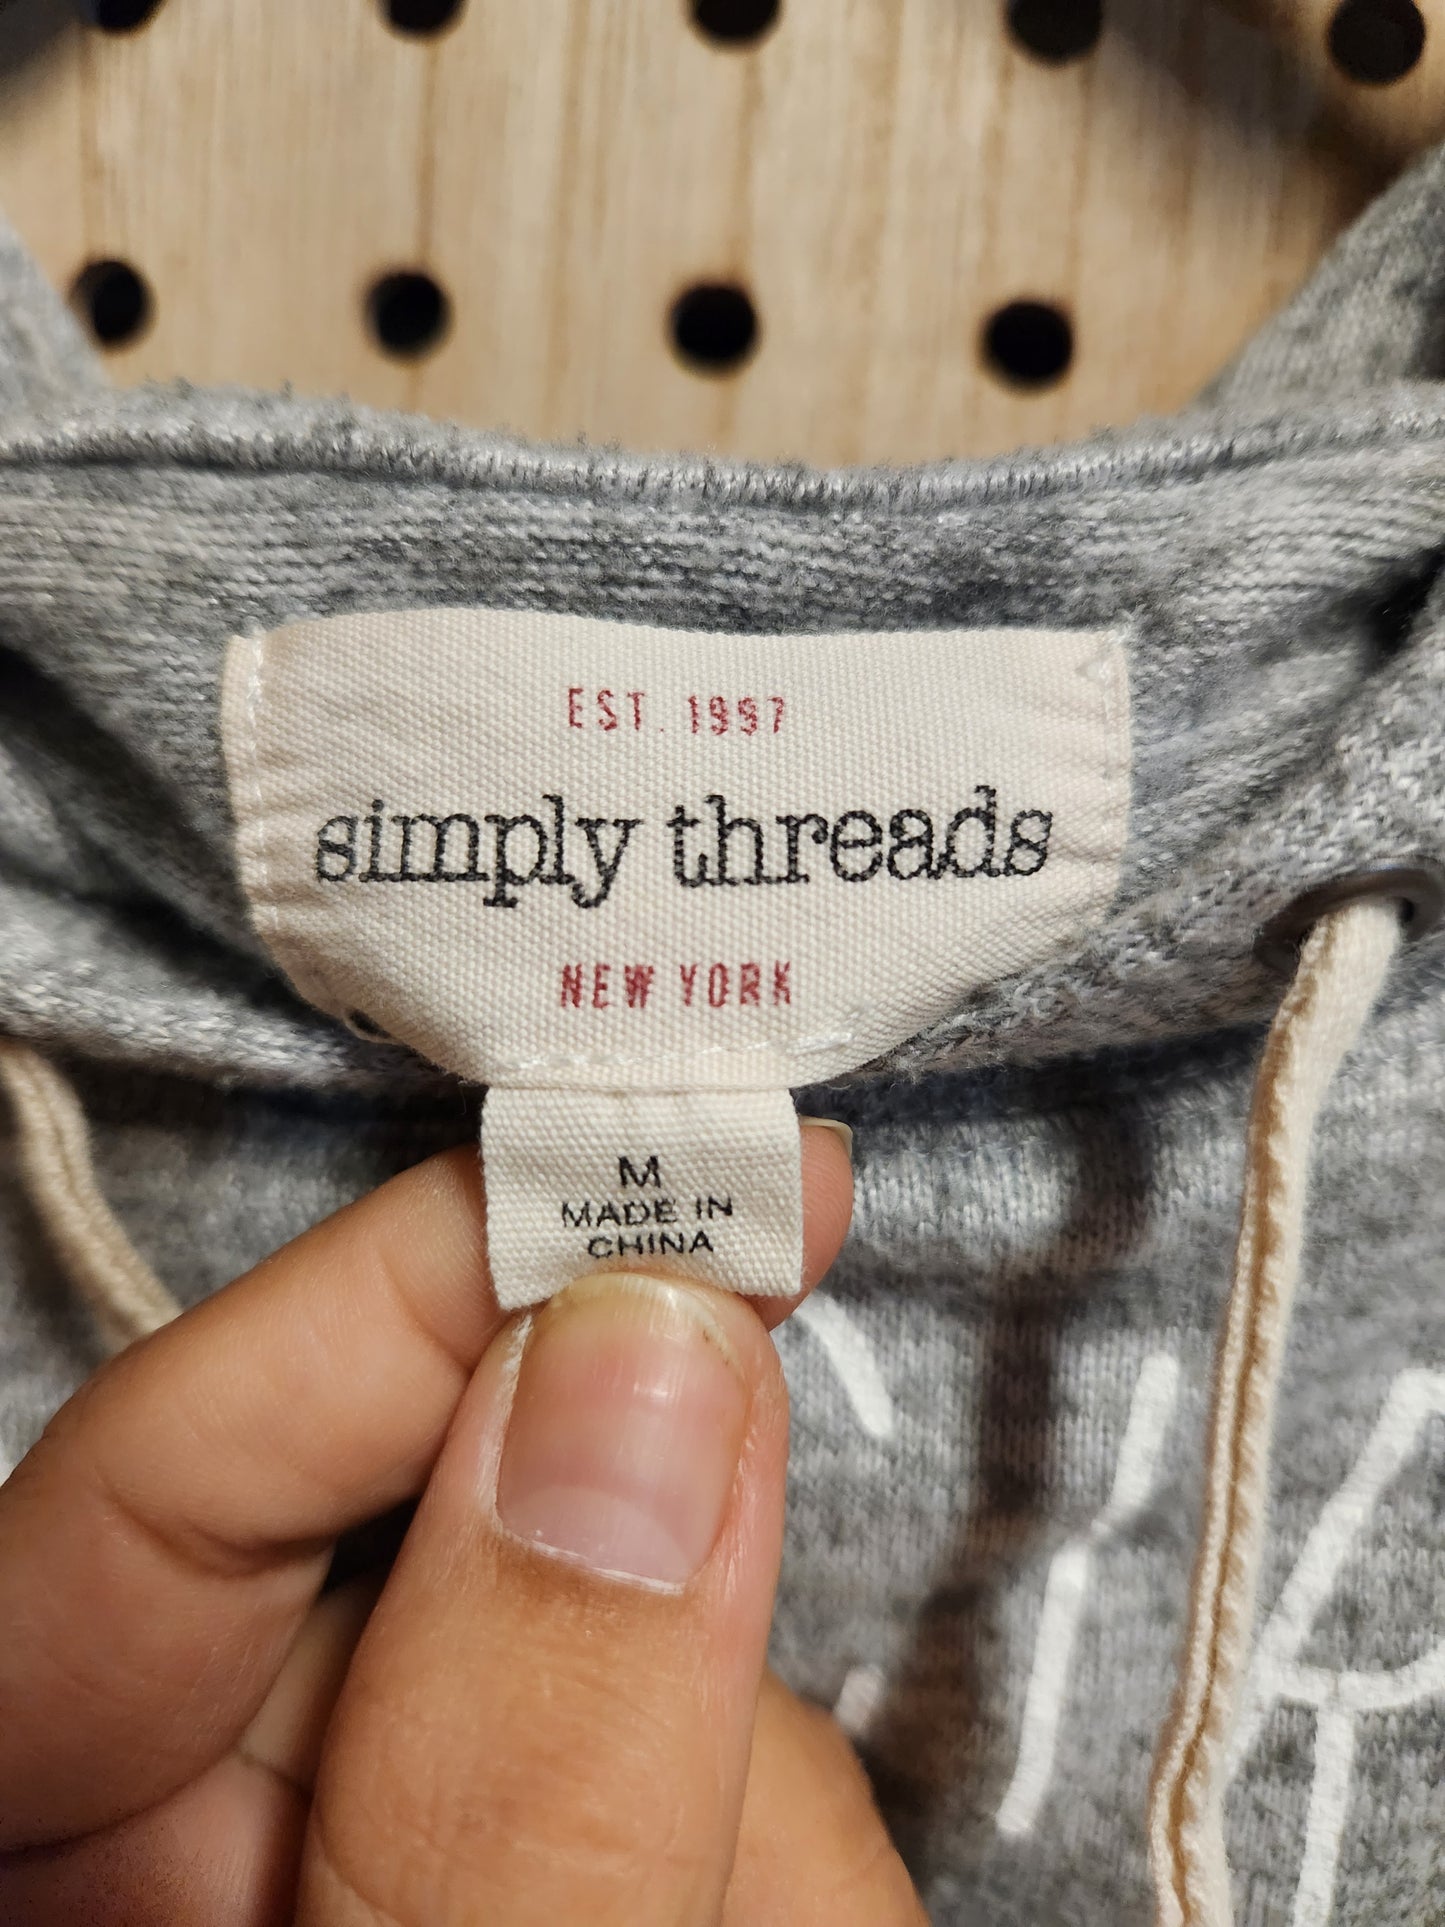 EST. 1997
simply threads
NEW YORK
M
MADE IN
CHINA